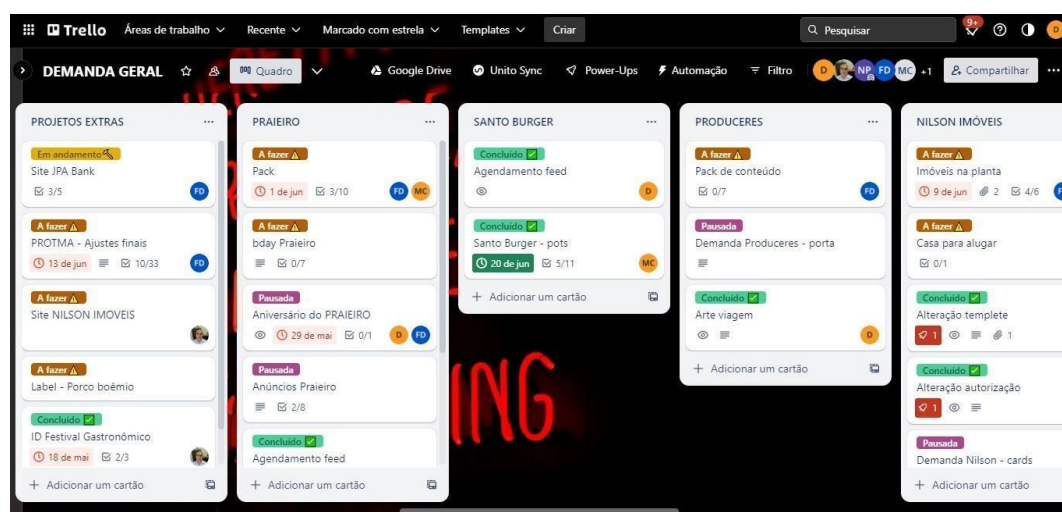 Trello
Áreas de trabalho
Recente
Marcado com estrela
Templates
Criar
Pesquisar
9+
D
DEMANDA GERAL
Quadro
Google Drive
Unito Sync
Power-Ups
Automação
Filtro
D
NP
FD
MC
+1
Compartilhar
PROJETOS EXTRAS
Em andamento
Site JPA Bank
3/5
FD
A fazer
PROTMA - Ajustes finais
13 de jun
10/33
FD
A fazer
Site NILSON IMOVEIS
A fazer
Label - Porco boêmio
Concluído
ID Festival Gastronômico
18 de mai
2/3
+ Adicionar um cartão
PRAIEIRO
A fazer
Pack
1 de jun
3/10
FD
MC
A fazer
bday Praieiro
0/7
Pausada
Aniversário do PRAIEIRO
29 de mai
0/1
D
FD
Pausada
Anúncios Praieiro
2/8
Concluído
Agendamento feed
+ Adicionar um cartão
SANTO BURGER
Concluído
Agendamento feed
D
Concluído
Santo Burger - pots
20 de jun
5/11
MC
+ Adicionar um cartão
PRODUCERES
A fazer
Pack de conteúdo
0/7
FD
Pausada
Demanda Produceres - porta
Concluído
Arte viagem
D
+ Adicionar um cartão
NILSON IMÓVEIS
A fazer
Imóveis na planta
9 de jun
2
4/6
A fazer
Casa para alugar
0/1
Concluído
Alteração templete
1
1
Concluído
Alteração autorização
1
Pausada
Demanda Nilson - cards
+ Adicionar um cartão